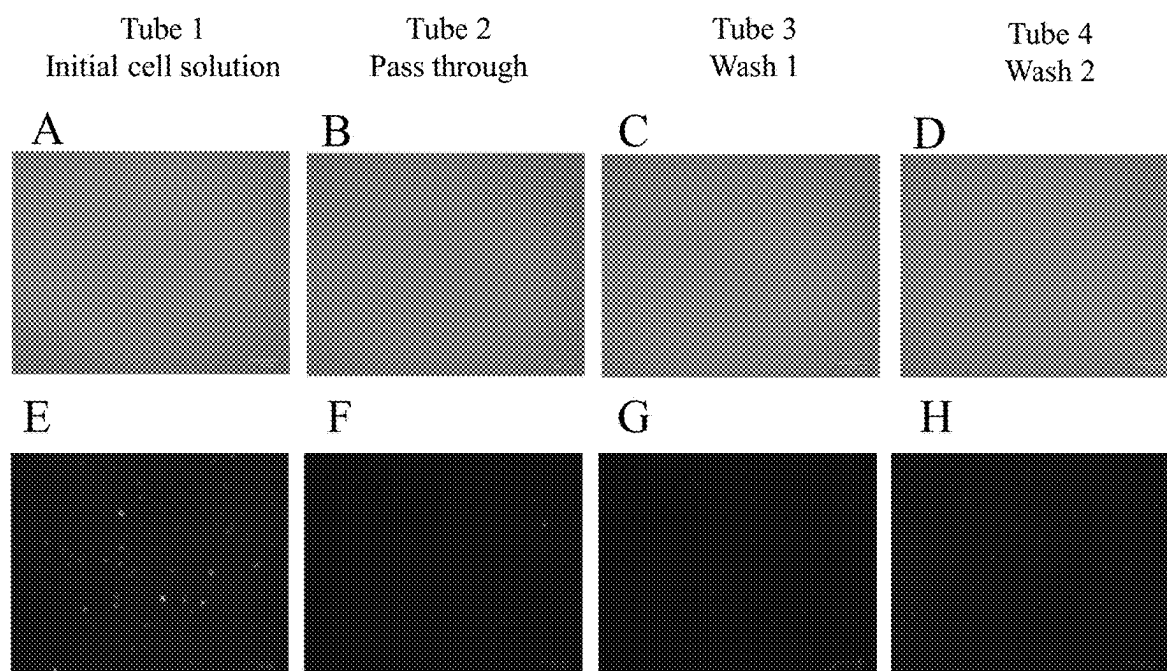 Tube 1
Initial cell solution
Tube 2
Pass through
Tube 3
Wash 1
Tube 4
Wash 2
A
B
C
D
E
F
G
H